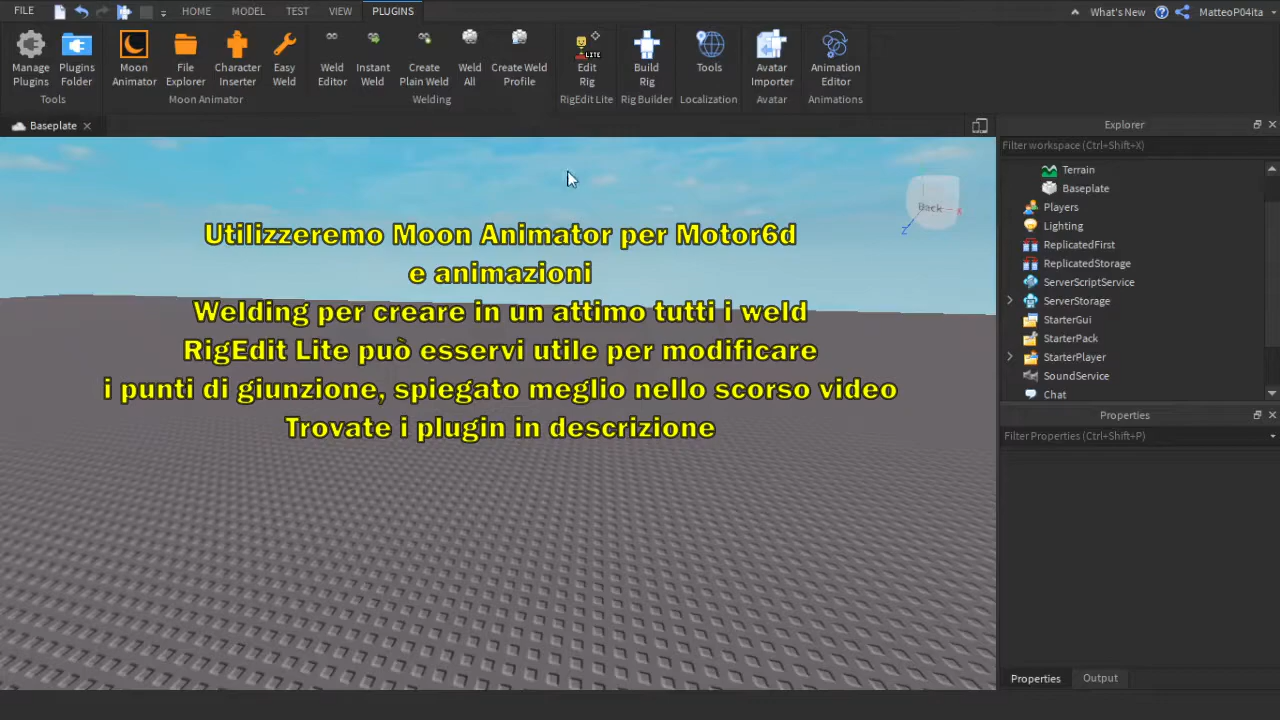 FILE HOME MODEL TEST VIEW PLUGINS What's New MatteoP04ita
Manage Plugins
Plugins Folder
Tools
Moon Animator
File Explorer
Character Inserter
Easy Weld
Moon Animator
Weld Editor
Instant Weld
Create Plain Weld
Weld All
Create Weld Profile
Welding
LITE
Edit Rig
RigEdit Lite
Build Rig
Rig Builder
Tools
Localization
Avatar Importer
Avatar
Animation Editor
Animations
Baseplate
Back
X
Z
Utilizzeremo Moon Animator per Motor6d
e animazioni
Welding per creare in un attimo tutti i weld
RigEdit Lite può esservi utile per modificare
i punti di giunzione, spiegato meglio nello scorso video
Trovate i plugin in descrizione
Explorer
Filter workspace (Ctrl+Shift+X)
Terrain
Baseplate
Players
Lighting
ReplicatedFirst
ReplicatedStorage
ServerScriptService
ServerStorage
StarterGui
StarterPack
StarterPlayer
SoundService
Chat
Properties
Filter Properties (Ctrl+Shift+P)
Properties Output